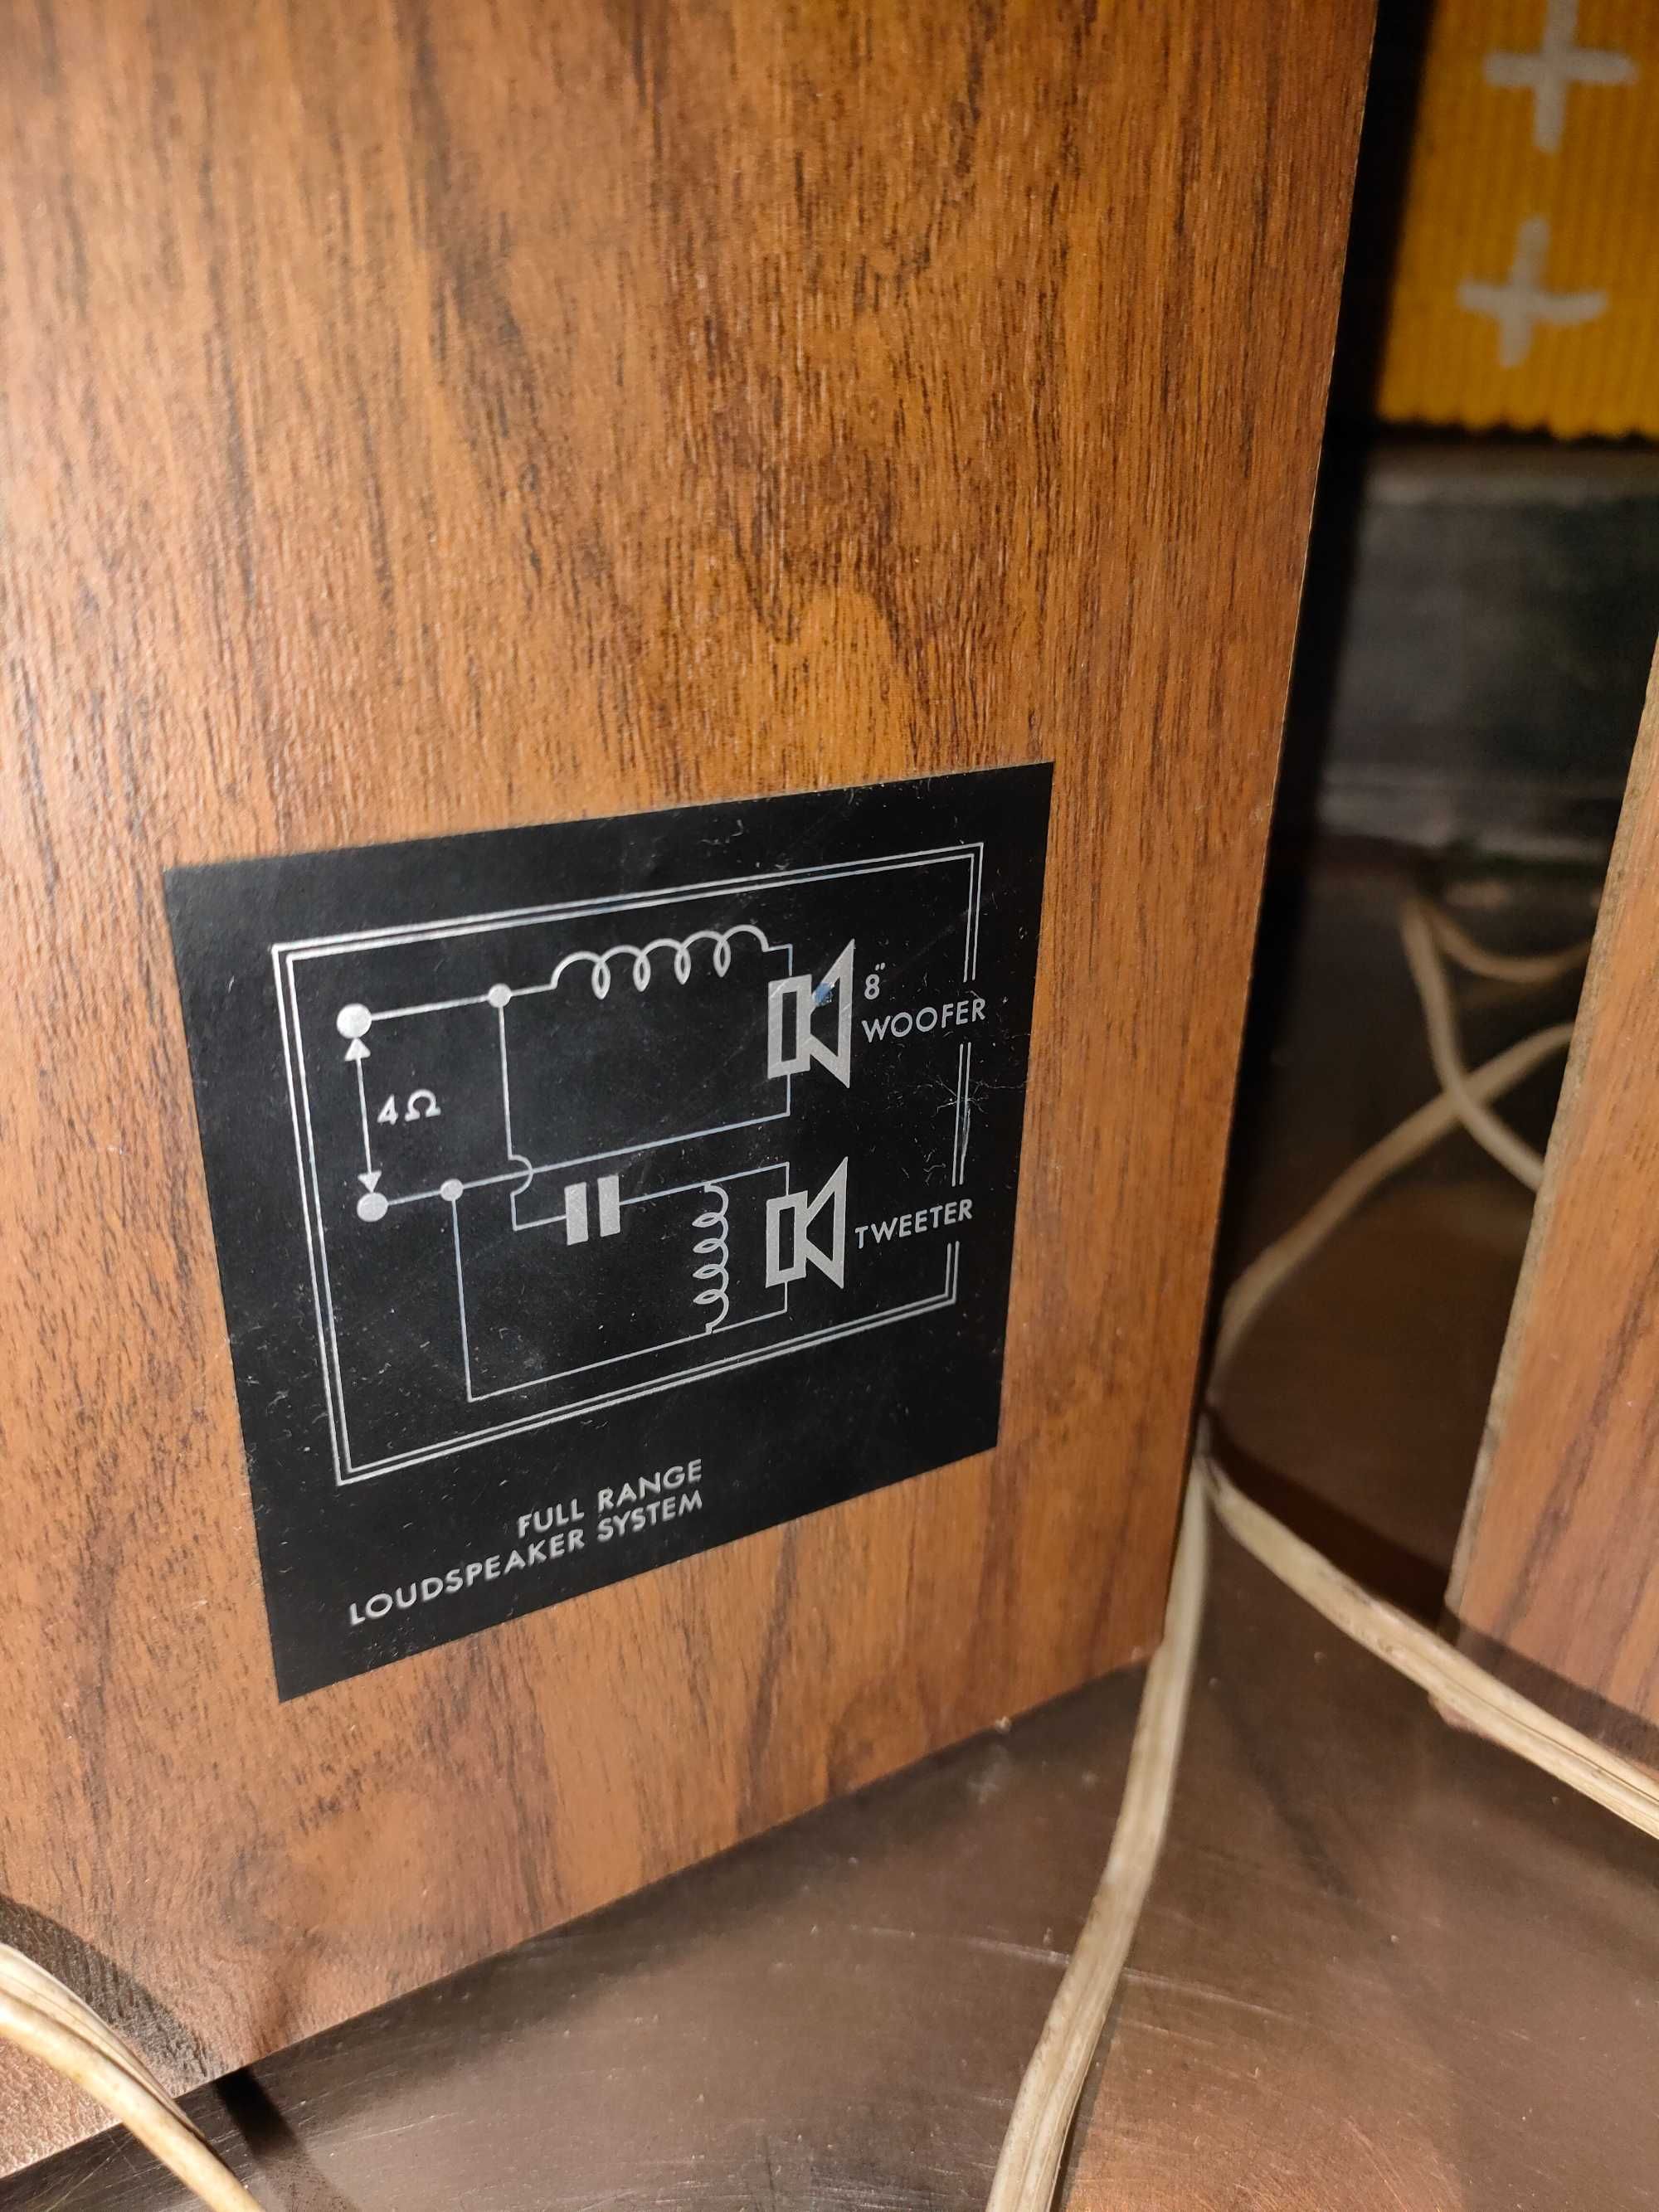 8"
WOOFER
4Ω
TWEETER
FULL RANGE
LOUDSPEAKER SYSTEM